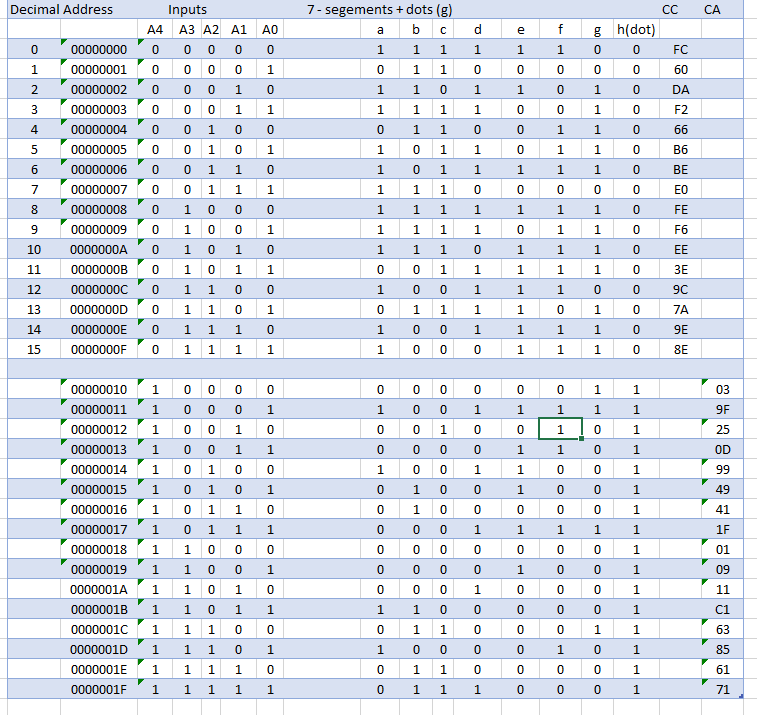 Decimal Address Inputs 7 - segements + dots (g) CC CA
A4 A3 A2 A1 A0 a b c d e f g h(dot)
0 00000000 0 0 0 0 0 1 1 1 1 1 1 0 0 FC
1 00000001 0 0 0 0 1 0 1 1 0 0 0 0 0 60
2 00000002 0 0 0 1 0 1 1 0 1 1 0 1 0 DA
3 00000003 0 0 0 1 1 1 1 1 1 0 0 1 0 F2
4 00000004 0 0 1 0 0 0 1 1 0 0 1 1 0 66
5 00000005 0 0 1 0 1 1 0 1 1 0 1 1 0 B6
6 00000006 0 0 1 1 0 1 0 1 1 1 1 1 0 BE
7 00000007 0 0 1 1 1 1 1 1 0 0 0 0 0 E0
8 00000008 0 1 0 0 0 1 1 1 1 1 1 1 0 FE
9 00000009 0 1 0 0 1 1 1 1 1 0 1 1 0 F6
10 0000000A 0 1 0 1 0 1 1 1 0 1 1 1 0 EE
11 0000000B 0 1 0 1 1 0 0 1 1 1 1 1 0 3E
12 0000000C 0 1 1 0 0 1 0 0 1 1 1 0 0 9C
13 0000000D 0 1 1 0 1 0 1 1 1 1 0 1 0 7A
14 0000000E 0 1 1 1 0 1 0 0 1 1 1 1 0 9E
15 0000000F 0 1 1 1 1 1 0 0 0 1 1 1 0 8E
00000010 1 0 0 0 0 0 0 0 0 0 0 1 1 03
00000011 1 0 0 0 1 1 0 0 1 1 1 1 1 9F
00000012 1 0 0 1 0 0 0 1 0 0 1 0 1 25
00000013 1 0 0 1 1 0 0 0 0 1 1 0 1 0D
00000014 1 0 1 0 0 1 0 0 1 1 0 0 1 99
00000015 1 0 1 0 1 0 1 0 0 1 0 0 1 49
00000016 1 0 1 1 0 0 1 0 0 0 0 0 1 41
00000017 1 0 1 1 1 0 0 0 1 1 1 1 1 1F
00000018 1 1 0 0 0 0 0 0 0 0 0 0 1 01
00000019 1 1 0 0 1 0 0 0 0 1 0 0 1 09
0000001A 1 1 0 1 0 0 0 0 1 0 0 0 1 11
0000001B 1 1 0 1 1 1 1 0 0 0 0 0 1 C1
0000001C 1 1 1 0 0 0 1 1 0 0 0 1 1 63
0000001D 1 1 1 0 1 1 0 0 0 0 1 0 1 85
0000001E 1 1 1 1 0 0 1 1 0 0 0 0 1 61
0000001F 1 1 1 1 1 0 1 1 1 0 0 0 1 71